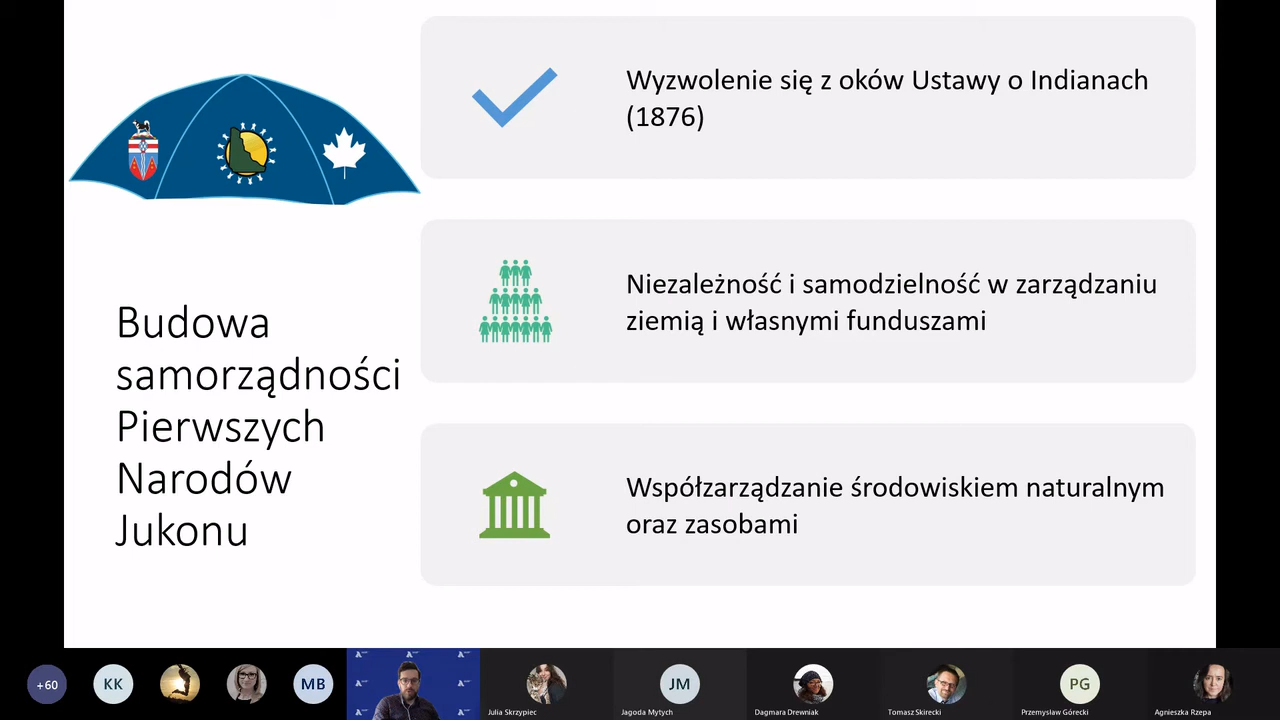 Budowa
samorządności
Pierwszych
Narodów
Jukonu
Wyzwolenie się z oków Ustawy o Indianach
(1876)
Niezależność i samodzielność w zarządzaniu
ziemią i własnymi funduszami
Współzarządzanie środowiskiem naturalnym
oraz zasobami
+60
KK
MB
JM
PG
Julia Skrzypiec
Jagoda Mytych
Dagmara Drewniak
Tomasz Skirecki
Przemysław Górecki
Agnieszka Rzepa